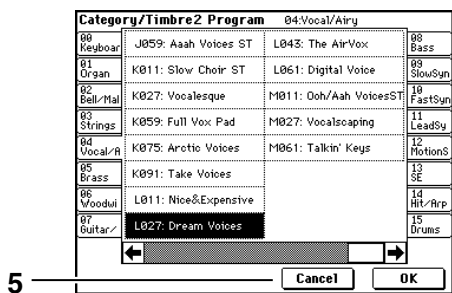 Category/Timbre2 Program 04:Vocal/Airy
00 Keyboar
J059: Aaah Voices ST
L043: The AirVox
08 Bass
01 Organ
K011: Slow Choir ST
L061: Digital Voice
09 SlowSyn
02 Bell/Mal
K027: Vocalesque
M011: Ooh/Aah VoicesST
10 FastSyn
03 Strings
K059: Full Vox Pad
M027: Vocalscaping
11 LeadSy
04 Vocal/A
K075: Arctic Voices
M061: Talkin' Keys
12 MotionS
05 Brass
K091: Take Voices
13 SE
06 Woodwi
L011: Nice&Expensive
14 Hit/Arp
07 Guitar/
L027: Dream Voices
15 Drums
5
Cancel
OK